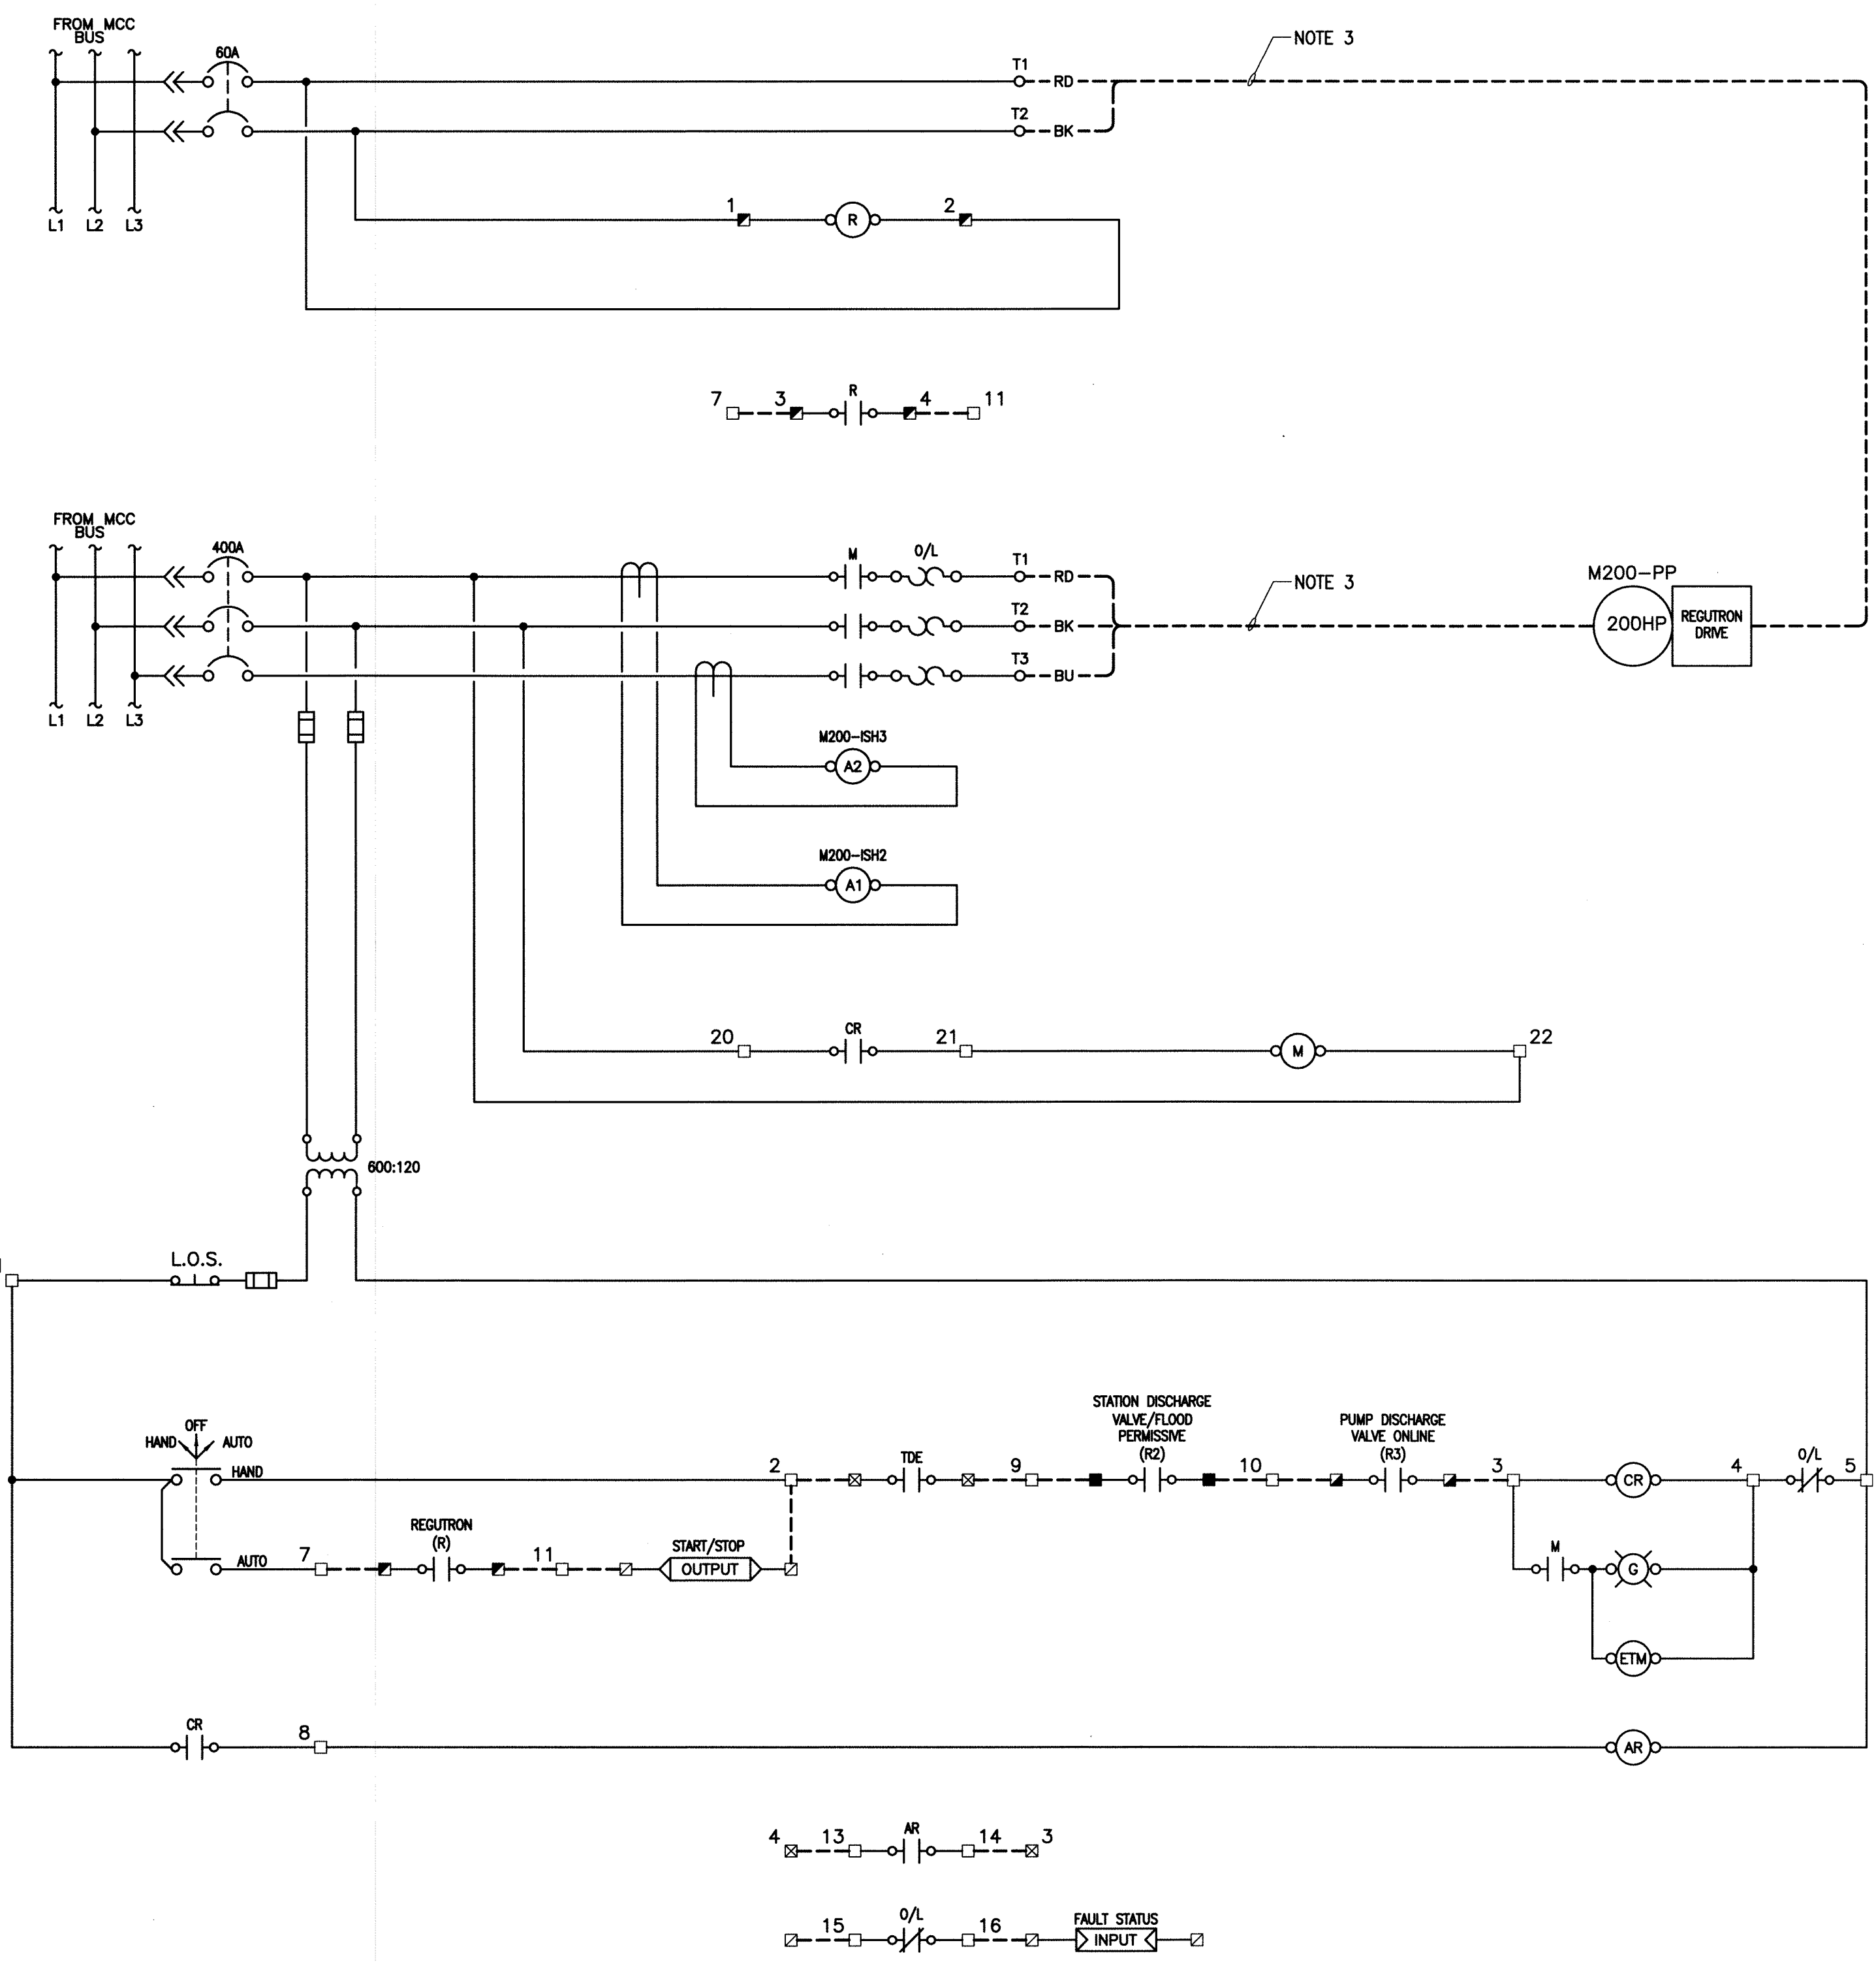 FROM MCC
BUS
60A
T1
RD
NOTE 3
T2
BK
L1 L2 L3
1
R
2
7
3
R
4
11
FROM MCC
BUS
400A
M
O/L
T1
RD
T2
BK
NOTE 3
T3
BU
M200-PP
200HP
REGUTRON
DRIVE
L1 L2 L3
M200-ISH3
A2
M200-ISH2
A1
20
CR
21
M
22
600:120
L.O.S.
OFF
HAND
AUTO
HAND
2
TDE
9
STATION DISCHARGE
VALVE/FLOOD
PERMISSIVE
(R2)
10
PUMP DISCHARGE
VALVE ONLINE
(R3)
3
CR
4
O/L
5
AUTO
7
REGUTRON
(R)
11
START/STOP
OUTPUT
M
G
ETM
CR
8
AR
4
13
AR
14
3
15
O/L
16
FAULT STATUS
INPUT